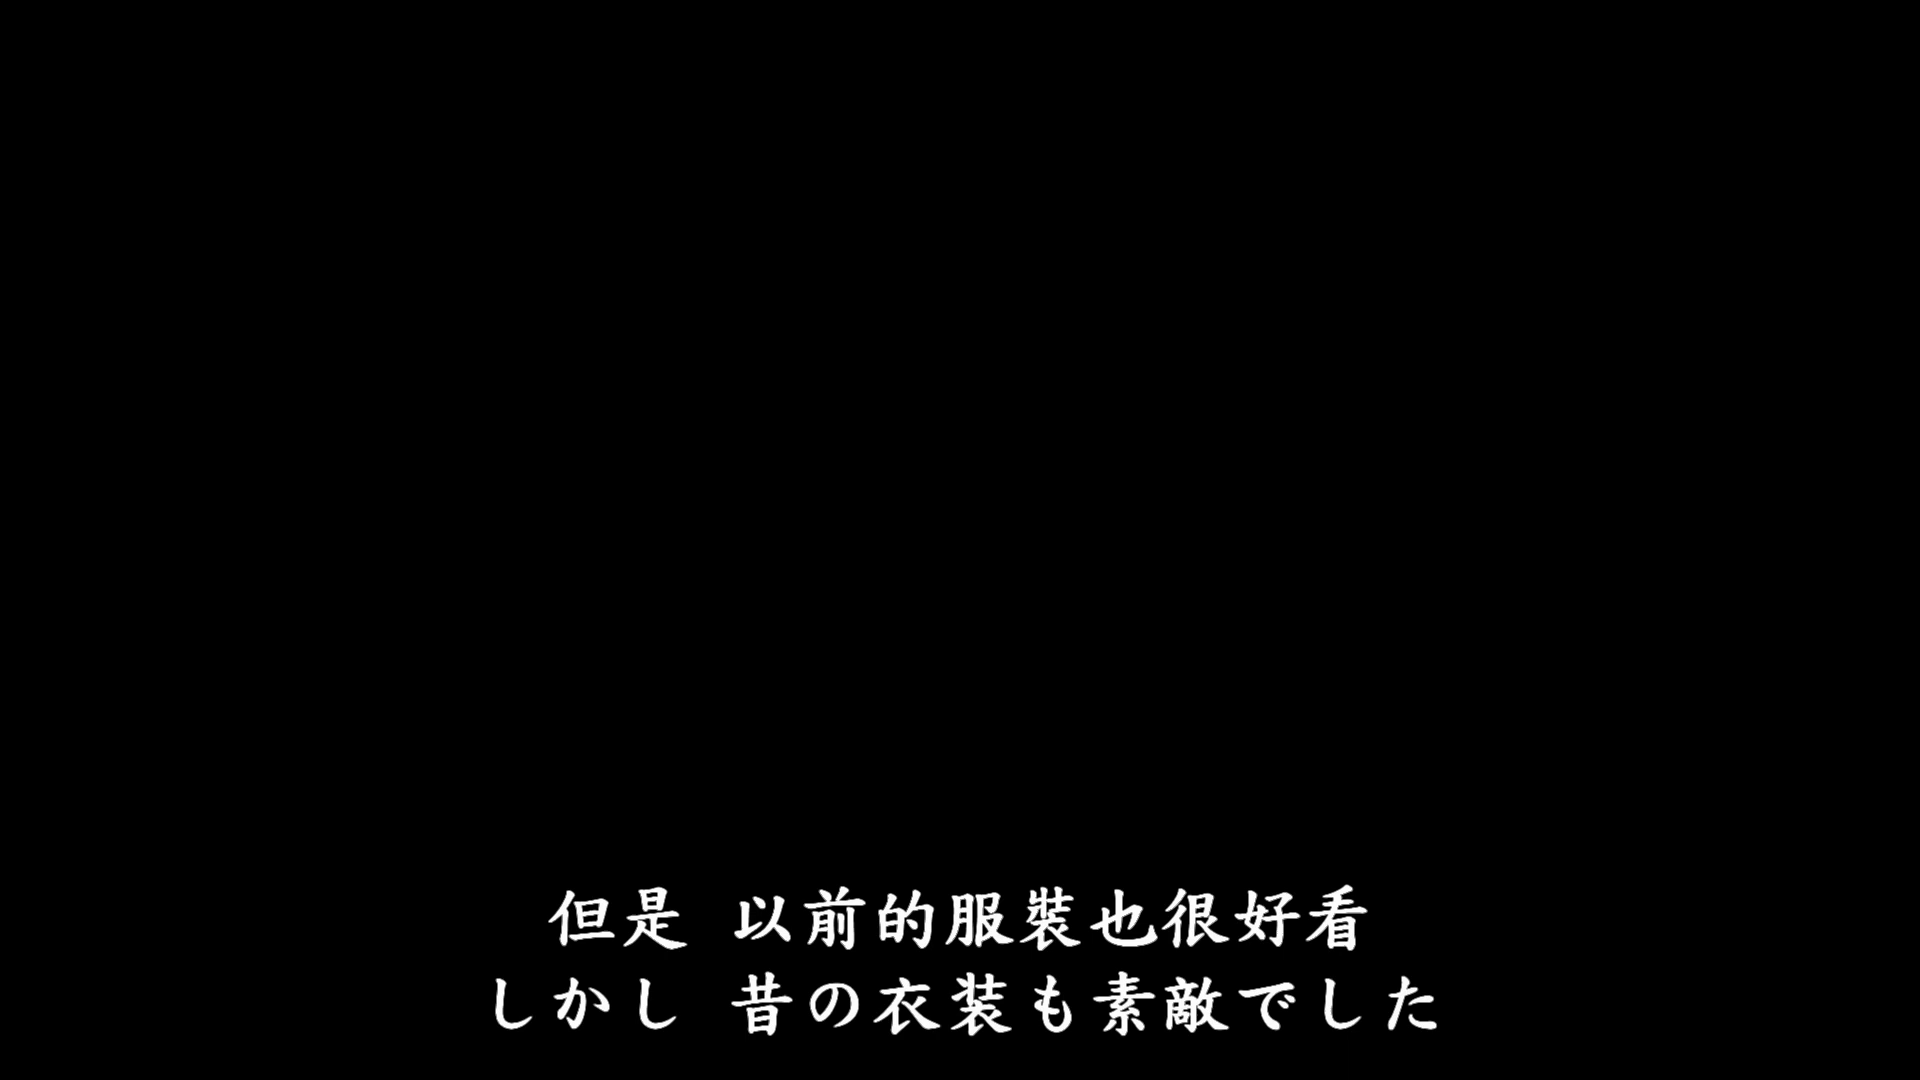 但是 以前的服裝也很好看
しかし 昔の衣装も素敵でした